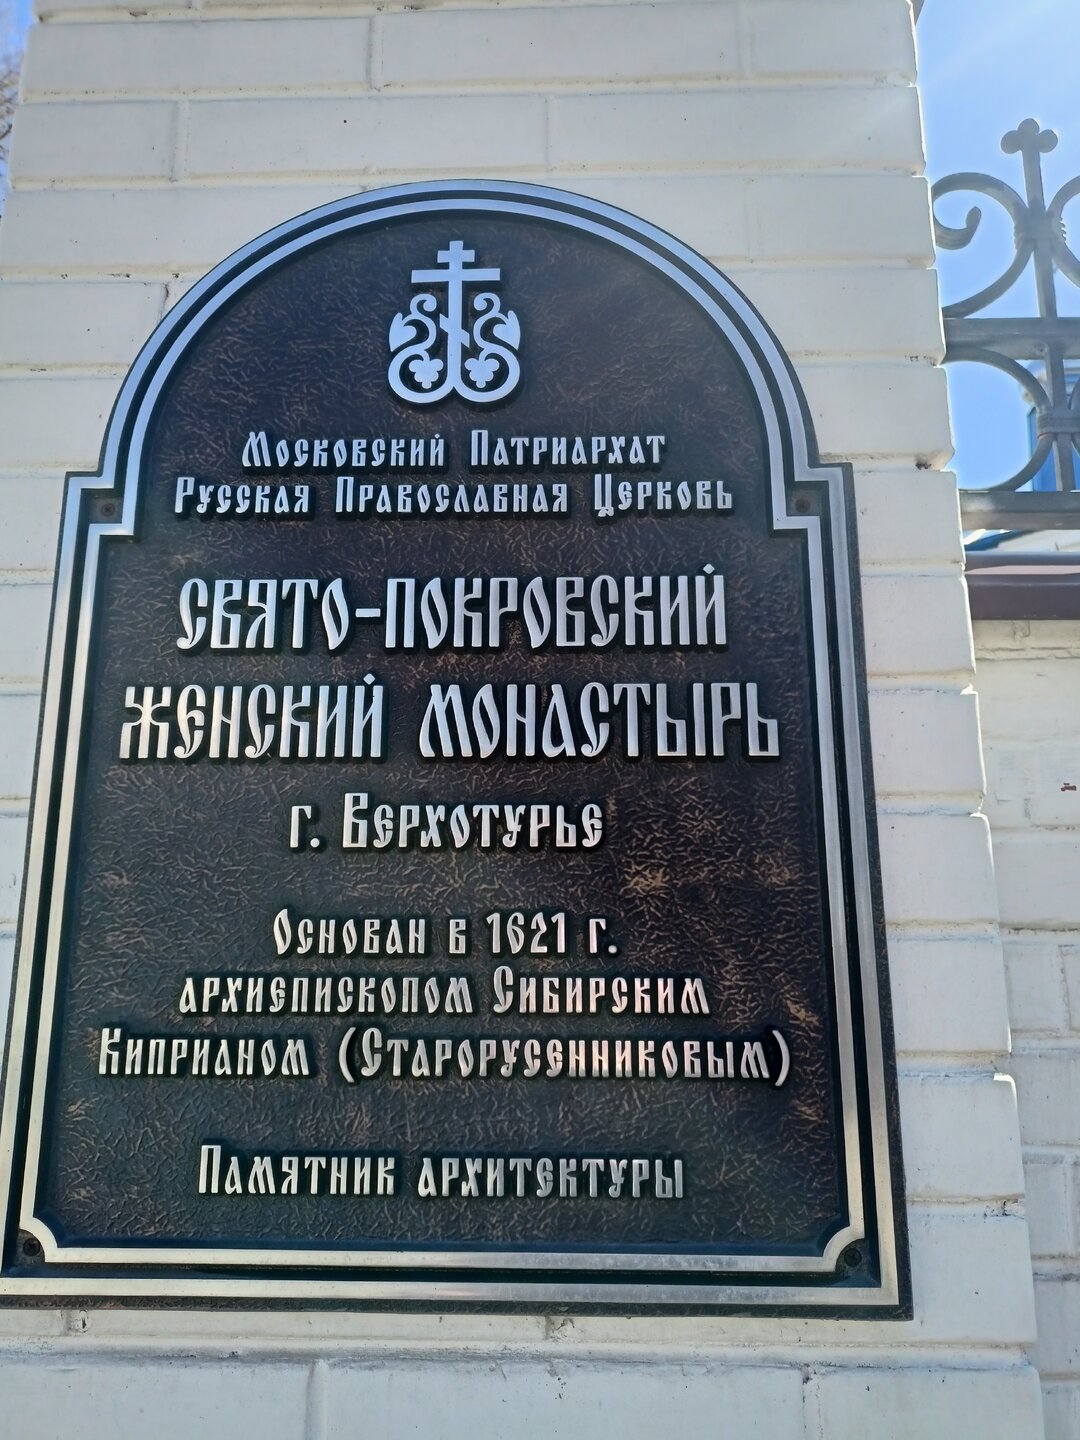 Московский Патриархат
Русская Православная Церковь
СВЯТО-ПОКРОВСКИЙ
ЖЕНСКИЙ МОНАСТЫРЬ
г. Верхотурье
Основан в 1621 г.
архиепископом Сибирским
Киприаном (Старорусенниковым)
Памятник архитектуры